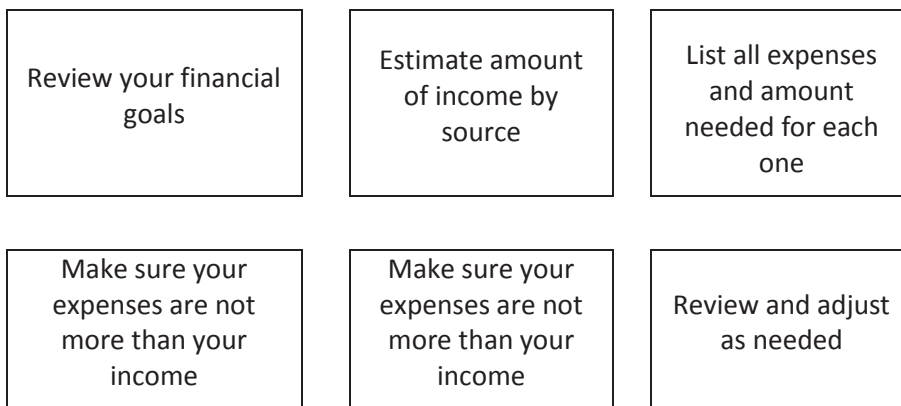 Review your financial
goals
Estimate amount
of income by
source
List all expenses
and amount
needed for each
one
Make sure your
expenses are not
more than your
income
Make sure your
expenses are not
more than your
income
Review and adjust
as needed